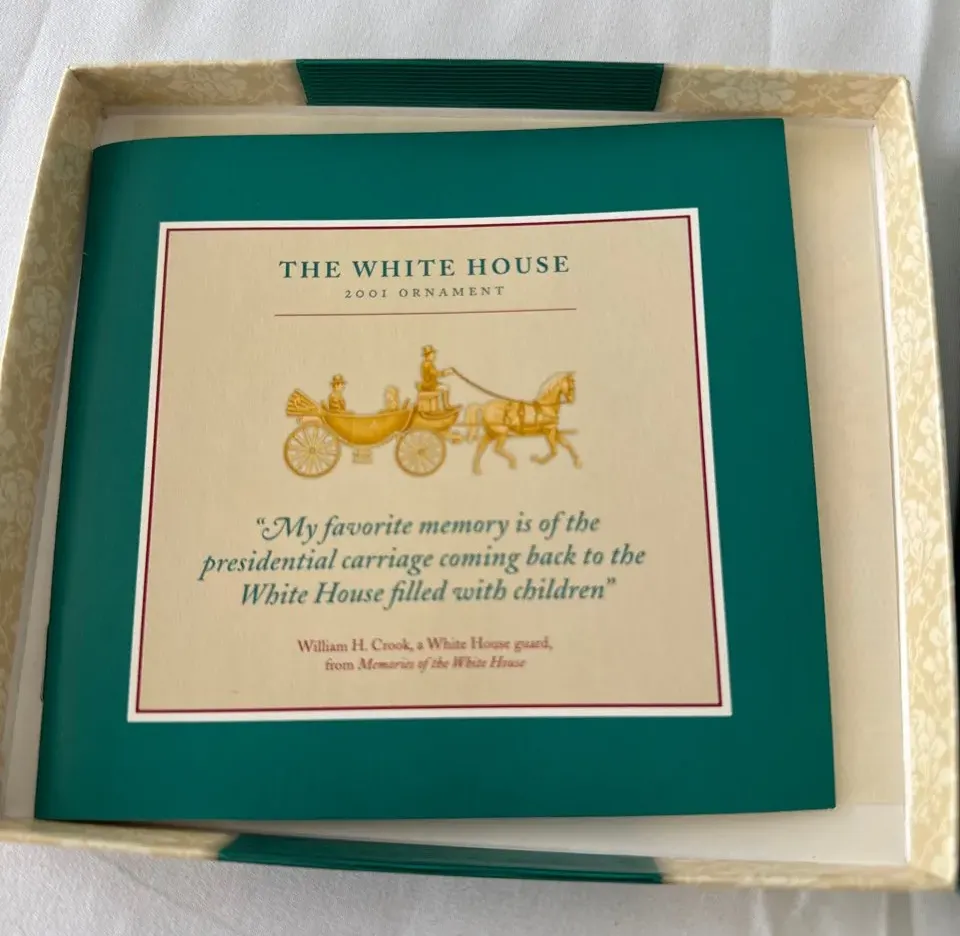 THE WHITE HOUSE
2001 ORNAMENT
“My favorite memory is of the
presidential carriage coming back to the
White House filled with children”
William H. Crook, a White House guard,
from Memories of the White House